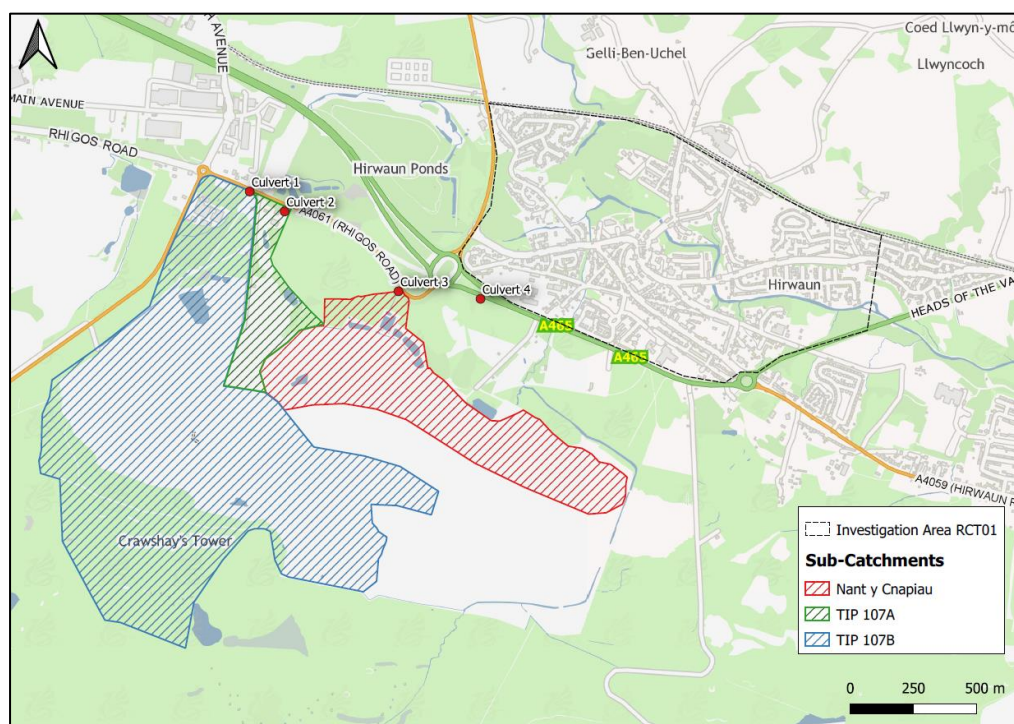 Coed Llwyn-y-mô
Gelli-Ben-Uchel
Llwyncoch
H AVENUE
MAIN AVENUE
RHIGOS ROAD
Hirwaun Ponds
Culvert 1
Culvert 2
A4061 (RHIGOS ROAD)
Culvert 3
Culvert 4
Hirwaun
HEADS OF THE VA
A465
A465
A4059 (HIRWAUN R
Crawshay's Tower
Investigation Area RCT01
Sub-Catchments
Nant y Cnapiau
TIP 107A
TIP 107B
0 250 500 m